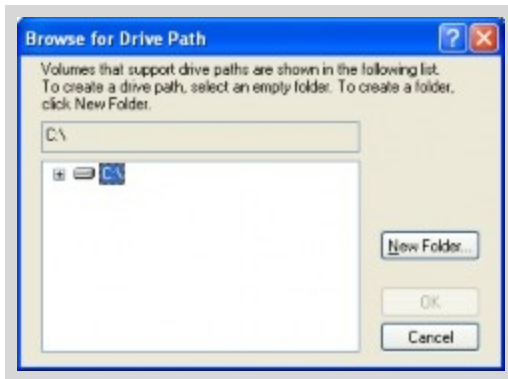 Browse for Drive Path
Volumes that support drive paths are shown in the following list.
To create a drive path, select an empty folder. To create a folder,
click New Folder.
C:\
C:\
New Folder...
OK
Cancel